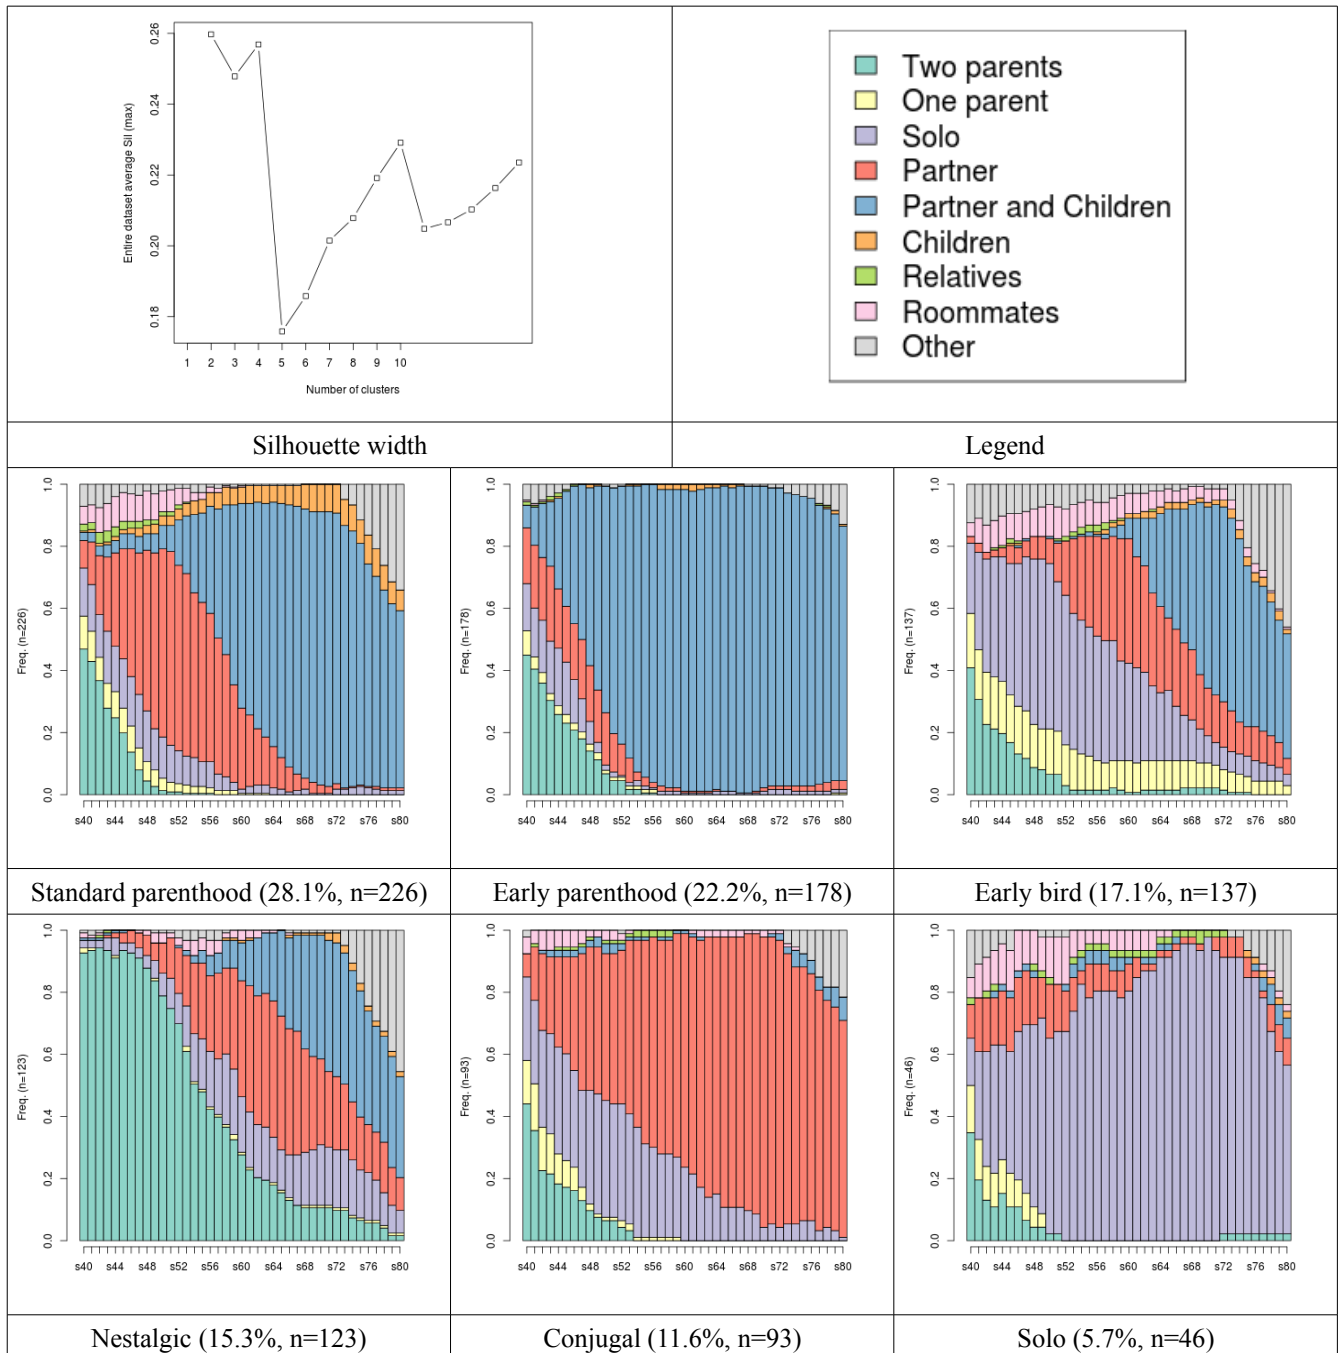 0.26
0.24
0.22
0.20
0.18
Entire dataset average Sil (max)
1 2 3 4 5 6 7 8 9 10
Number of clusters
Two parents
One parent
Solo
Partner
Partner and Children
Children
Relatives
Roommates
Other
Silhouette width
Legend
1.0
0.8
0.6
0.4
0.2
0.0
Freq. (n=226)
s40 s44 s48 s52 s56 s60 s64 s68 s72 s76 s80
1.0
0.8
0.6
0.4
0.2
0.0
Freq. (n=178)
s40 s44 s48 s52 s56 s60 s64 s68 s72 s76 s80
1.0
0.8
0.6
0.4
0.2
0.0
Freq. (n=137)
s40 s44 s48 s52 s56 s60 s64 s68 s72 s76 s80
Standard parenthood (28.1%, n=226)
Early parenthood (22.2%, n=178)
Early bird (17.1%, n=137)
1.0
0.8
0.6
0.4
0.2
0.0
Freq. (n=123)
s40 s44 s48 s52 s56 s60 s64 s68 s72 s76 s80
1.0
0.8
0.6
0.4
0.2
0.0
Freq. (n=93)
s40 s44 s48 s52 s56 s60 s64 s68 s72 s76 s80
1.0
0.8
0.6
0.4
0.2
0.0
Freq. (n=46)
s40 s44 s48 s52 s56 s60 s64 s68 s72 s76 s80
Nestalgic (15.3%, n=123)
Conjugal (11.6%, n=93)
Solo (5.7%, n=46)